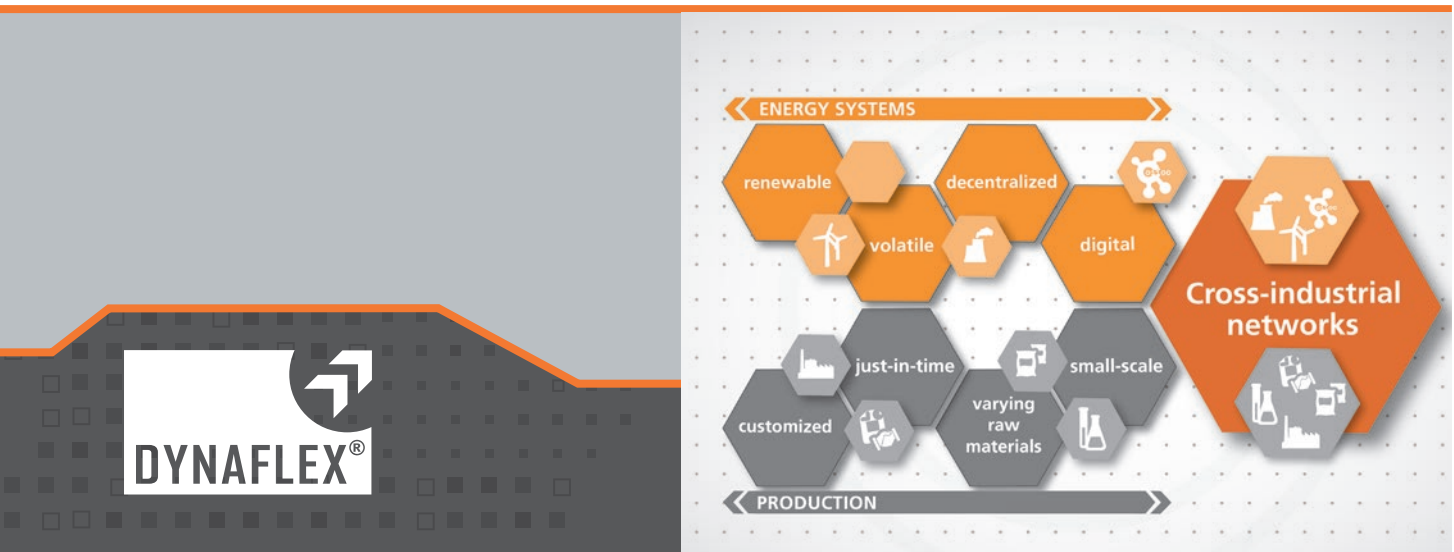 DYNAFLEX®
ENERGY SYSTEMS
renewable
decentralized
volatile
digital
Cross-industrial
networks
just-in-time
small-scale
customized
varying
raw
materials
PRODUCTION